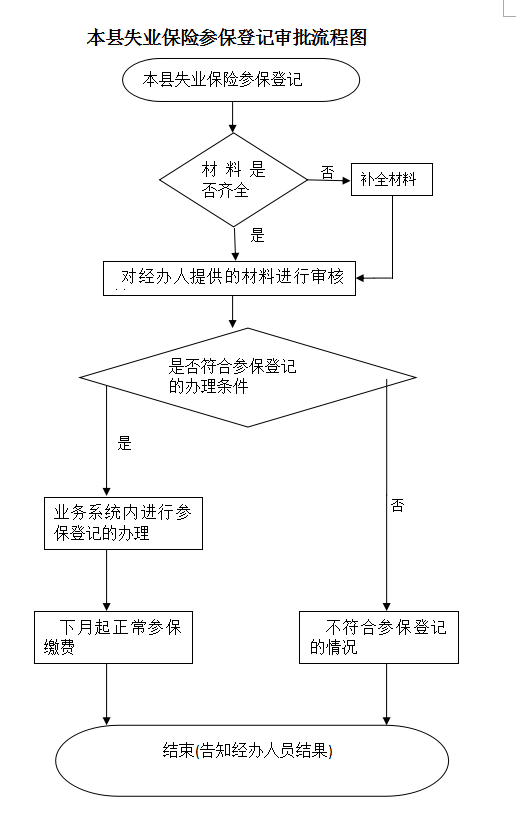 本县失业保险参保登记审批流程图
本县失业保险参保登记
材料是
否齐全
否
补全材料
是
对经办人提供的材料进行审核
是否符合参保登记
的办理条件
是
否
业务系统内进行参
保登记的办理
下月起正常参保
缴费
不符合参保登记
的情况
结束(告知经办人员结果)